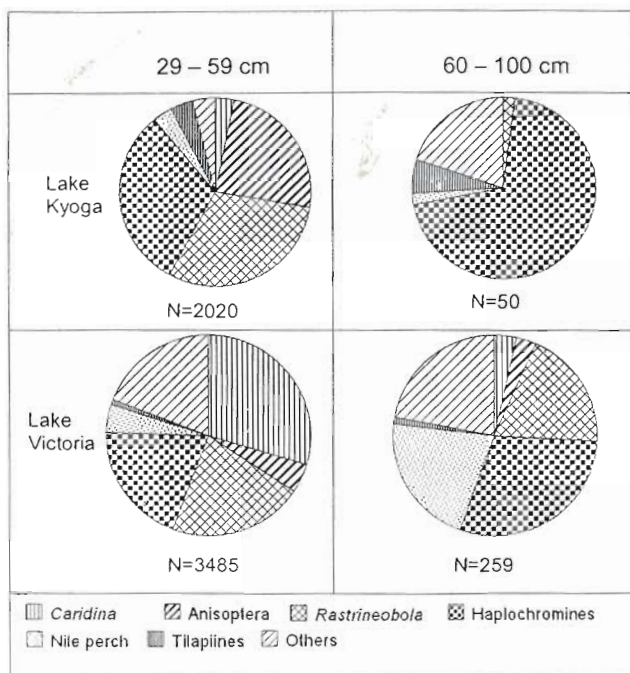 29 – 59 cm
60 – 100 cm
Lake
Kyoga
N=2020
N=50
Lake
Victoria
N=3485
N=259
Caridina Anisoptera Rastrineobola Haplochromines
Nile perch Tilapiines Others